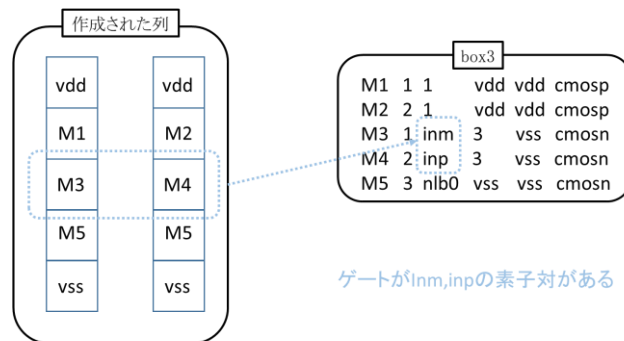 作成された列
vdd vdd
M1 M2
M3 M4
M5 M5
vss vss
box3
M1 1 1 vdd vdd cmosp
M2 2 1 vdd vdd cmosp
M3 1 inm 3 vss cmosn
M4 2 inp 3 vss cmosn
M5 3 nlb0 vss vss cmosn
ゲートがInm,inpの素子対がある